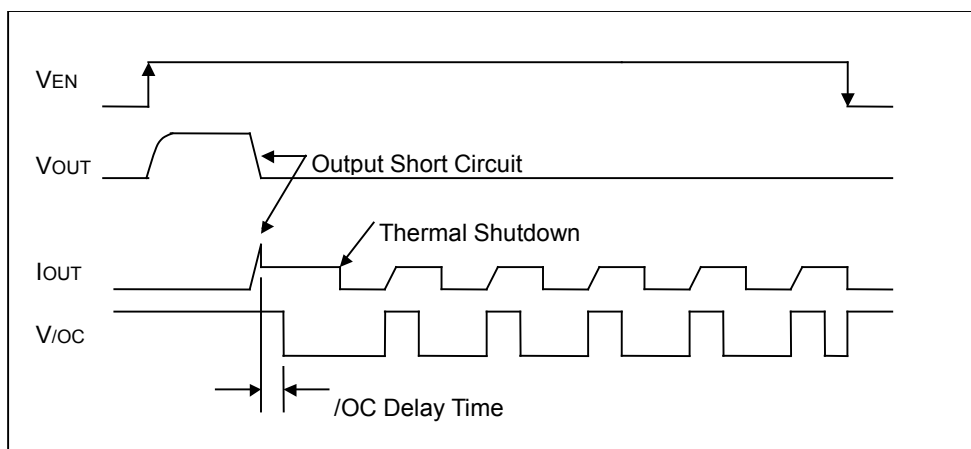 VEN
VOUT
Output Short Circuit
Thermal Shutdown
IOUT
V/OC
/OC Delay Time